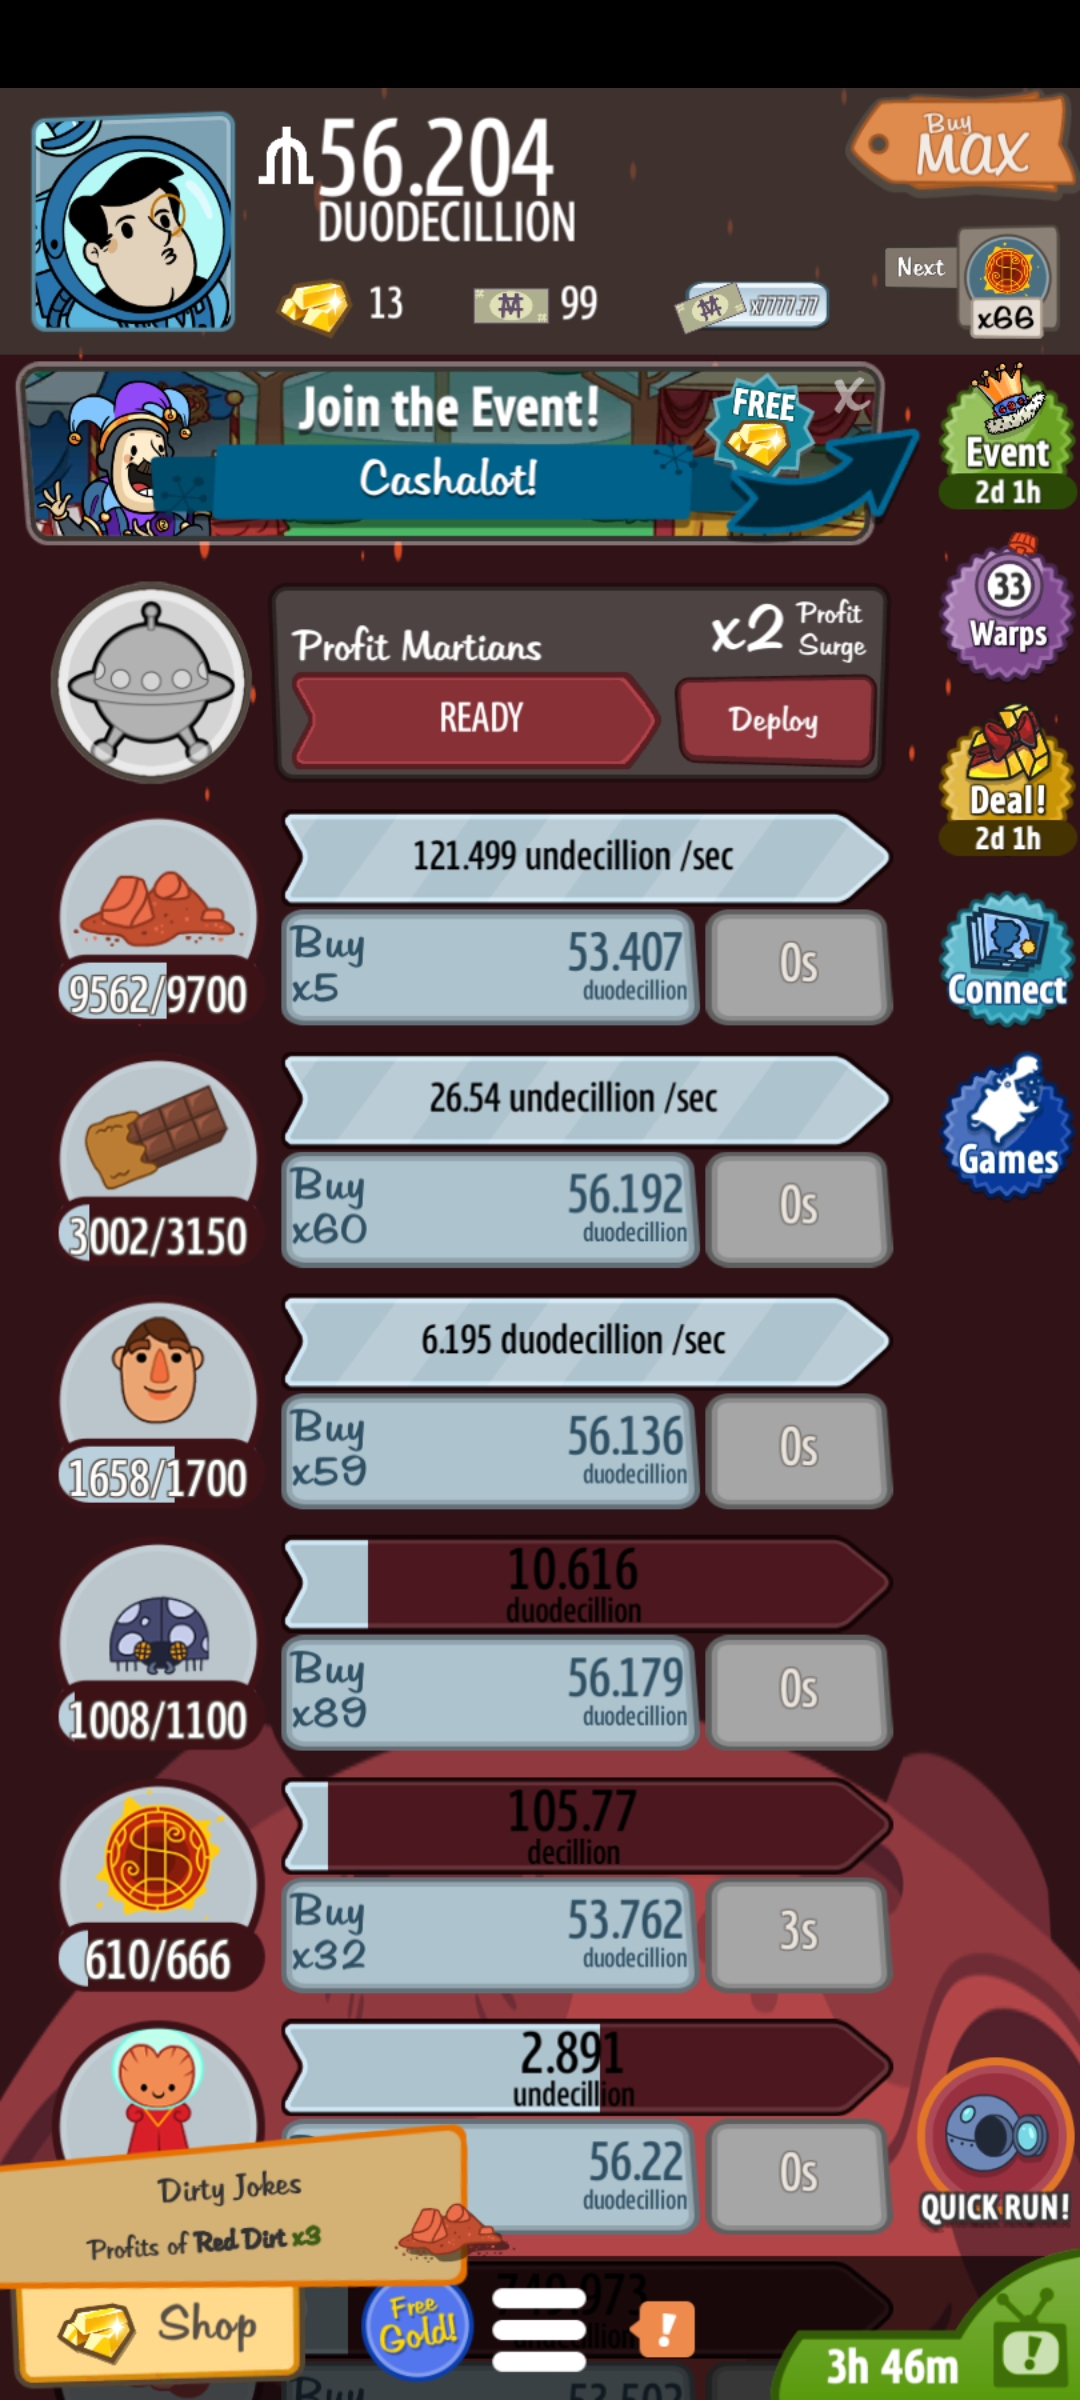 56.204
DUODECILLION
Buy
MAX
13
99
x7777.77
Next
x66
Join the Event!
Cashalot!
FREE
X
Event
2d 1h
33
Warps
Deal!
2d 1h
Connect
Games
Profit Martians
x2 Profit
Surge
READY
Deploy
121.499 undecillion /sec
9562/9700
Buy
x5
53.407
duodecillion
0s
26.54 undecillion /sec
3002/3150
Buy
x60
56.192
duodecillion
0s
6.195 duodecillion /sec
1658/1700
Buy
x59
56.136
duodecillion
0s
10.616
duodecillion
1008/1100
Buy
x89
56.179
duodecillion
0s
105.77
decillion
610/666
Buy
x32
53.762
duodecillion
3s
2.891
undecillion
56.22
duodecillion
0s
QUICK RUN!
Dirty Jokes
Profits of Red Dirt x3
749.973
Shop
Free
Gold!
!
3h 46m
!
Buy
53.502